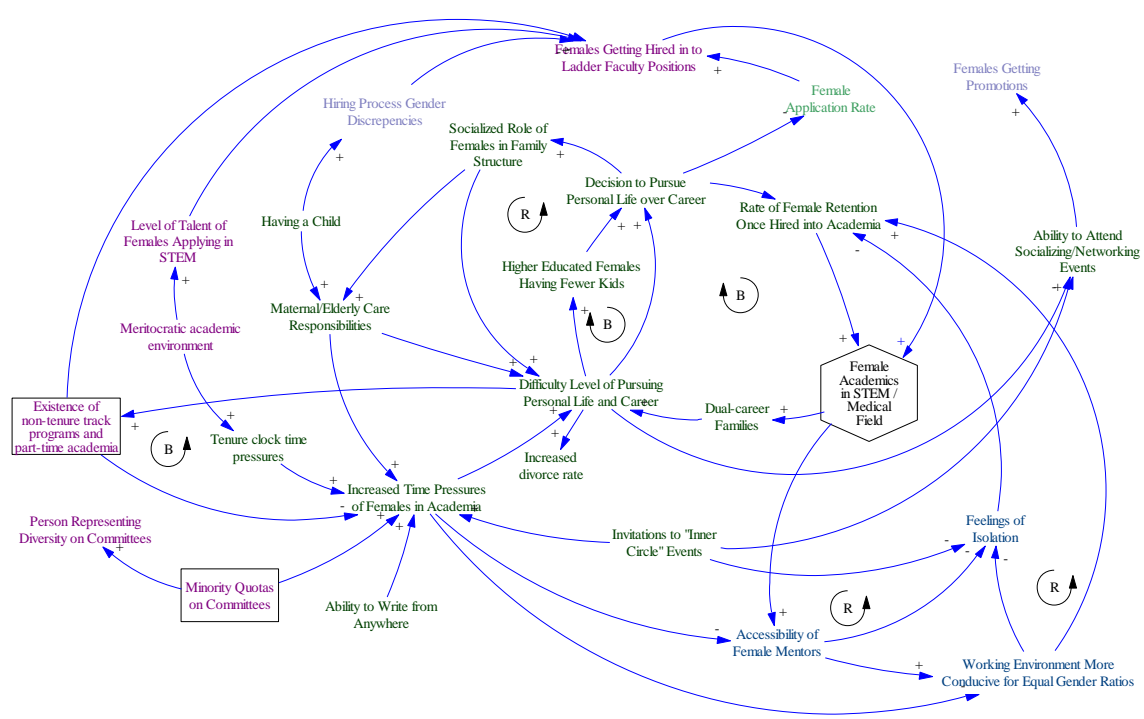 Females Getting Hired in to
Ladder Faculty Positions
Females Getting
Promotions
Female
Application Rate
Hiring Process Gender
Discrepencies
Socialized Role of
Females in Family
Structure
Decision to Pursue
Personal Life over Career
Rate of Female Retention
Once Hired into Academia
Level of Talent of
Females Applying in
STEM
Having a Child
R
Ability to Attend
Socializing/Networking
Events
Higher Educated Females
Having Fewer Kids
B
Maternal/Elderly Care
Responsibilities
B
Meritocratic academic
environment
Female
Academics
in STEM /
Medical
Field
Difficulty Level of Pursuing
Personal Life and Career
Dual-career
Families
Existence of
non-tenure track
programs and
part-time academia
B
Tenure clock time
pressures
Increased
divorce rate
Increased Time Pressures
of Females in Academia
Person Representing
Diversity on Committees
Invitations to "Inner
Circle" Events
Feelings of
Isolation
Minority Quotas
on Committees
Ability to Write from
Anywhere
R
R
Accessibility of
Female Mentors
Working Environment More
Conducive for Equal Gender Ratios